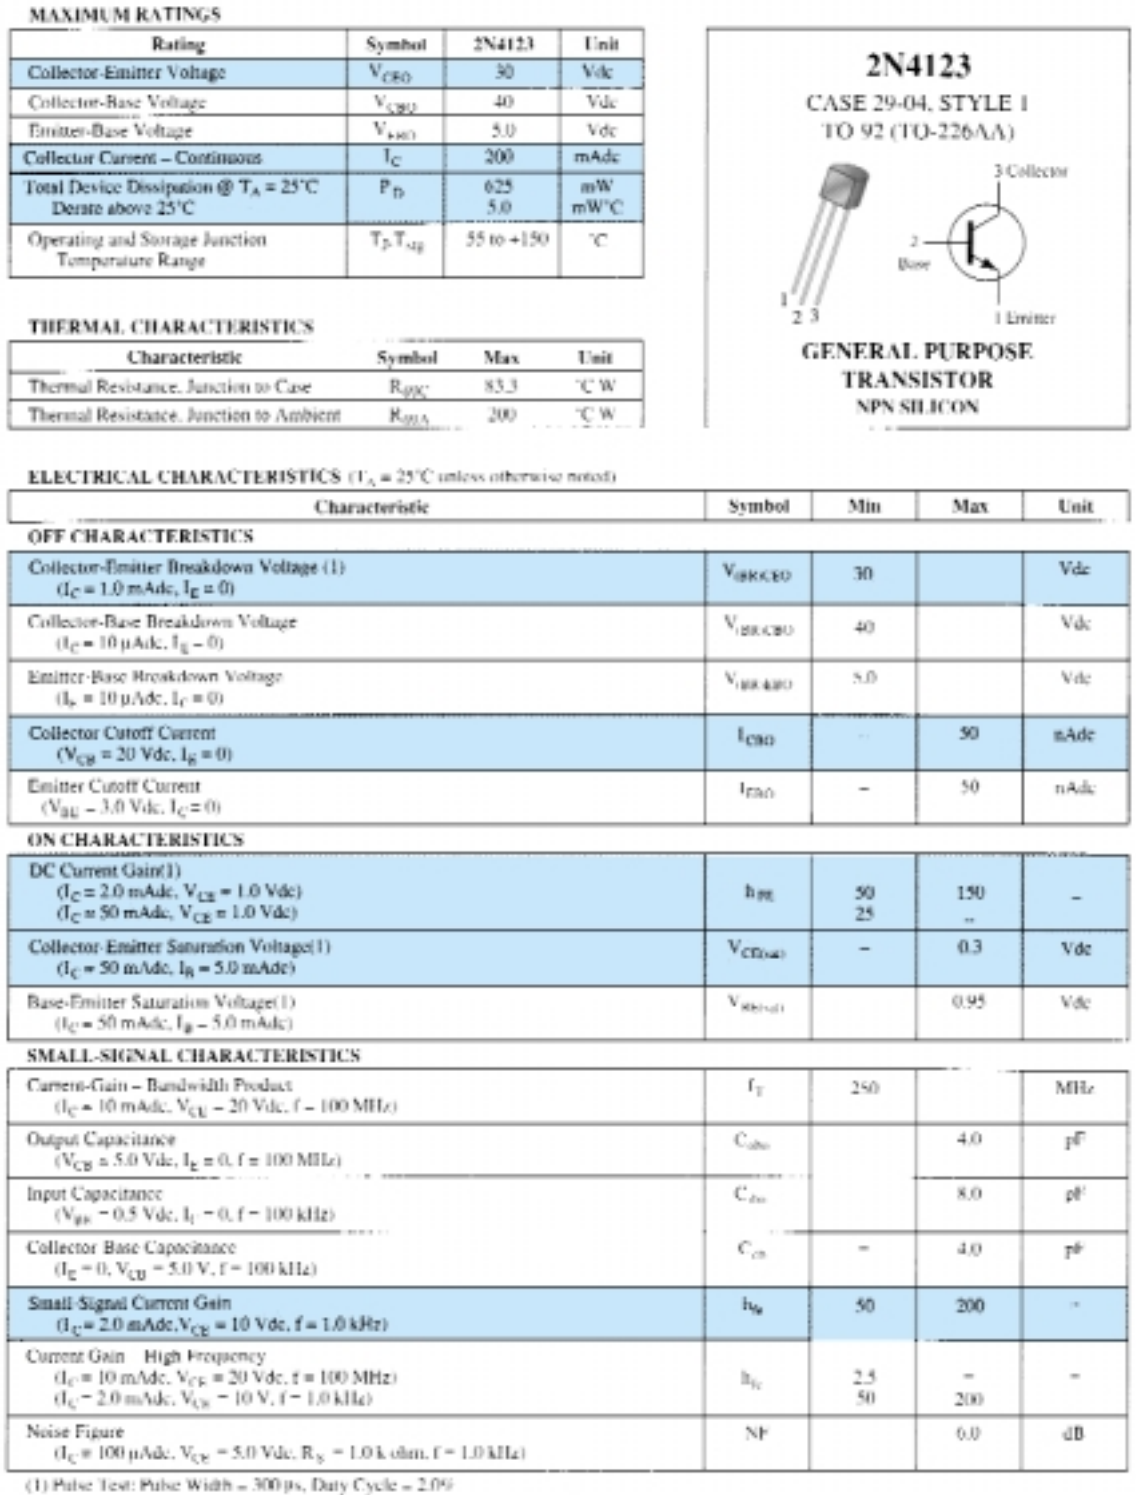 MAXIMUM RATINGS
Rating Symbol 2N4123 Unit
Collector-Emitter Voltage VCEO 30 Vdc
Collector-Base Voltage VCBO 40 Vdc
Emitter-Base Voltage VEBO 5.0 Vdc
Collector Current – Continuous IC 200 mAdc
Total Device Dissipation @ TA = 25˚C PD 625 mW
Derate above 25˚C 5.0 mW˚C
Operating and Storage Junction 55 to +150 ˚C
Temperature Range
2N4123
CASE 29-04, STYLE 1
TO 92 (TO-226AA)
3 Collector
2
Base
1 Emitter
1
2 3
GENERAL PURPOSE
TRANSISTOR
NPN SILICON
THERMAL CHARACTERISTICS
Characteristic Symbol Max Unit
Thermal Resistance, Junction to Case RθJC 83.3 ˚C W
Thermal Resistance, Junction to Ambient RθJA 200 ˚C W
ELECTRICAL CHARACTERISTICS (TA = 25˚C unless otherwise noted)
Characteristic Symbol Min Max Unit
OFF CHARACTERISTICS
Collector-Emitter Breakdown Voltage (1) V(BR)CEO 30 Vdc
(IC = 1.0 mAdc, IE = 0)
Collector-Base Breakdown Voltage V(BR)CBO 40 Vdc
(IC = 10 µAdc, IE = 0)
Emitter-Base Breakdown Voltage V(BR)EBO 5.0 Vdc
(IE = 10 µAdc, IC = 0)
Collector Cutoff Current ICBO – 50 nAdc
(VCB = 20 Vdc, IE = 0)
Emitter Cutoff Current IEBO – 50 nAdc
(VBE = 3.0 Vdc, IC = 0)
ON CHARACTERISTICS
DC Current Gain(1)
(IC = 2.0 mAdc, VCE = 1.0 Vdc) hFE 50 150 –
(IC = 50 mAdc, VCE = 1.0 Vdc) 25 –
Collector-Emitter Saturation Voltage(1) VCE(sat) – 0.3 Vdc
(IC = 50 mAdc, IB = 5.0 mAdc)
Base-Emitter Saturation Voltage(1) VBE(sat) 0.95 Vdc
(IC = 50 mAdc, IB = 5.0 mAdc)
SMALL-SIGNAL CHARACTERISTICS
Current-Gain – Bandwidth Product fT 250 MHz
(IC = 10 mAdc, VCE = 20 Vdc, f = 100 MHz)
Output Capacitance Cobo 4.0 pF
(VCB = 5.0 Vdc, IE = 0, f = 100 MHz)
Input Capacitance 8.0 pF
(VBE = 0.5 Vdc, IC = 0, f = 100 kHz)
Collector Base Capacitance Ccb – 4.0 pF
(IE = 0, VCB = 5.0 V, f = 100 kHz)
Small-Signal Current Gain hfe 50 200 –
(IC = 2.0 mAdc, VCE = 10 Vdc, f = 1.0 kHz)
Current Gain High Frequency
(IC = 10 mAdc, VCE = 20 Vdc, f = 100 MHz) hfe 2.5 – –
(IC = 2.0 mAdc, VCE = 10 V, f = 1.0 kHz) 50 200
Noise Figure NF 6.0 dB
(IC = 100 µAdc, VCE = 5.0 Vdc, RS = 1.0 k ohm, f = 1.0 kHz)
(1) Pulse Test: Pulse Width = 300 µs, Duty Cycle = 2.0%